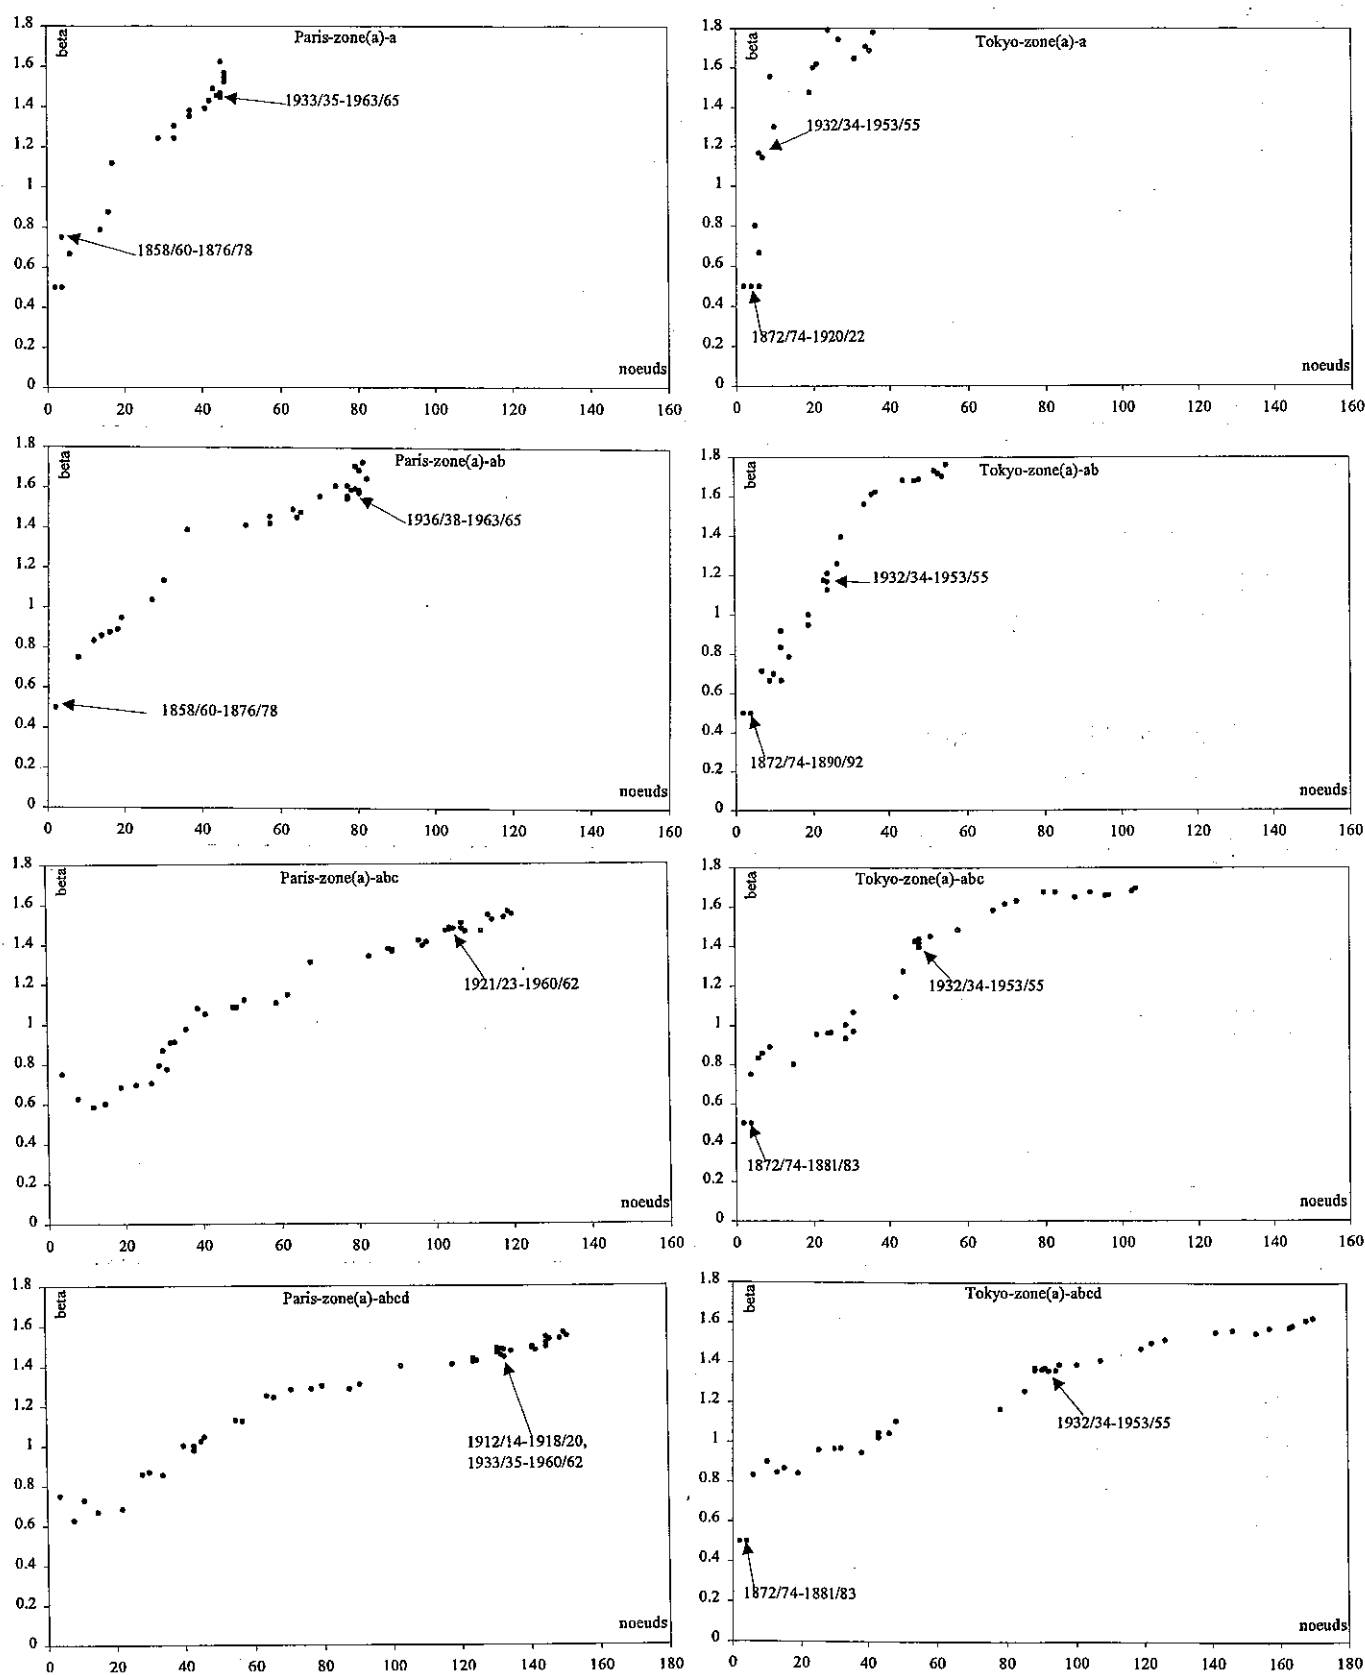 Paris-zone(a)-a
beta
1.8
1.6
1.4
1.2
1
0.8
0.6
0.4
0.2
0
1933/35-1963/65
1858/60-1876/78
noeuds
0 20 40 60 80 100 120 140 160
Tokyo-zone(a)-a
beta
1.8
1.6
1.4
1.2
1
0.8
0.6
0.4
0.2
0
1932/34-1953/55
1872/74-1920/22
noeuds
0 20 40 60 80 100 120 140 160
Paris-zone(a)-ab
beta
1.8
1.6
1.4
1.2
1
0.8
0.6
0.4
0.2
0
1936/38-1963/65
1858/60-1876/78
noeuds
0 20 40 60 80 100 120 140 160
Tokyo-zone(a)-ab
beta
1.8
1.6
1.4
1.2
1
0.8
0.6
0.4
0.2
0
1932/34-1953/55
1872/74-1890/92
noeuds
0 20 40 60 80 100 120 140 160
Paris-zone(a)-abc
beta
1.8
1.6
1.4
1.2
1
0.8
0.6
0.4
0.2
0
1921/23-1960/62
noeuds
0 20 40 60 80 100 120 140 160
Tokyo-zone(a)-abc
beta
1.8
1.6
1.4
1.2
1
0.8
0.6
0.4
0.2
0
1932/34-1953/55
1872/74-1881/83
noeuds
0 20 40 60 80 100 120 140 160
Paris-zone(a)-abcd
beta
1.8
1.6
1.4
1.2
1
0.8
0.6
0.4
0.2
0
1912/14-1918/20,
1933/35-1960/62
noeuds
0 20 40 60 80 100 120 140 160 180
Tokyo-zone(a)-abcd
beta
1.8
1.6
1.4
1.2
1
0.8
0.6
0.4
0.2
0
1932/34-1953/55
1872/74-1881/83
noeuds
0 20 40 60 80 100 120 140 160 180